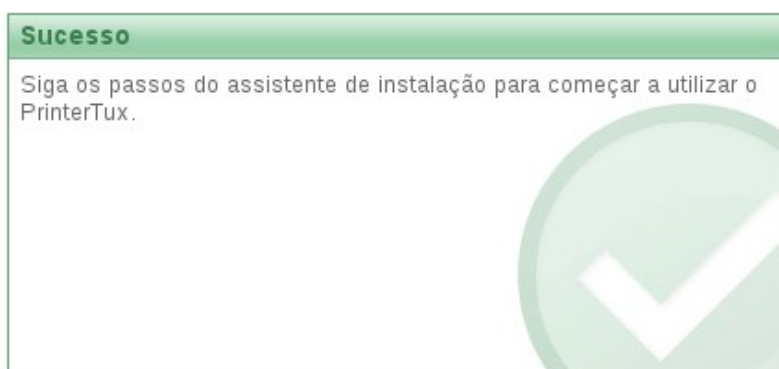 Sucesso
Siga os passos do assistente de instalação para começar a utilizar o
PrinterTux.